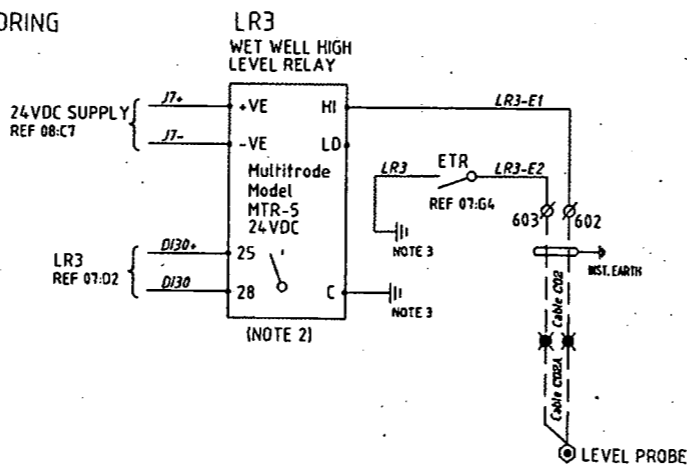 ORING
LR3
WET WELL HIGH
LEVEL RELAY
24VDC SUPPLY
REF 08:C7
J7+
J7-
+VE
-VE
HI
LO
Multitrode
Model
MTR-5
24VDC
LR3-E1
LR3
ETR
LR3-E2
REF 07:G4
NOTE 3
603
602
INST. EARTH
LR3
REF 07:D2
DI30+
DI30
25
28
C
NOTE 3
(NOTE 2)
Cable C02
Cable C02A
LEVEL PROBE